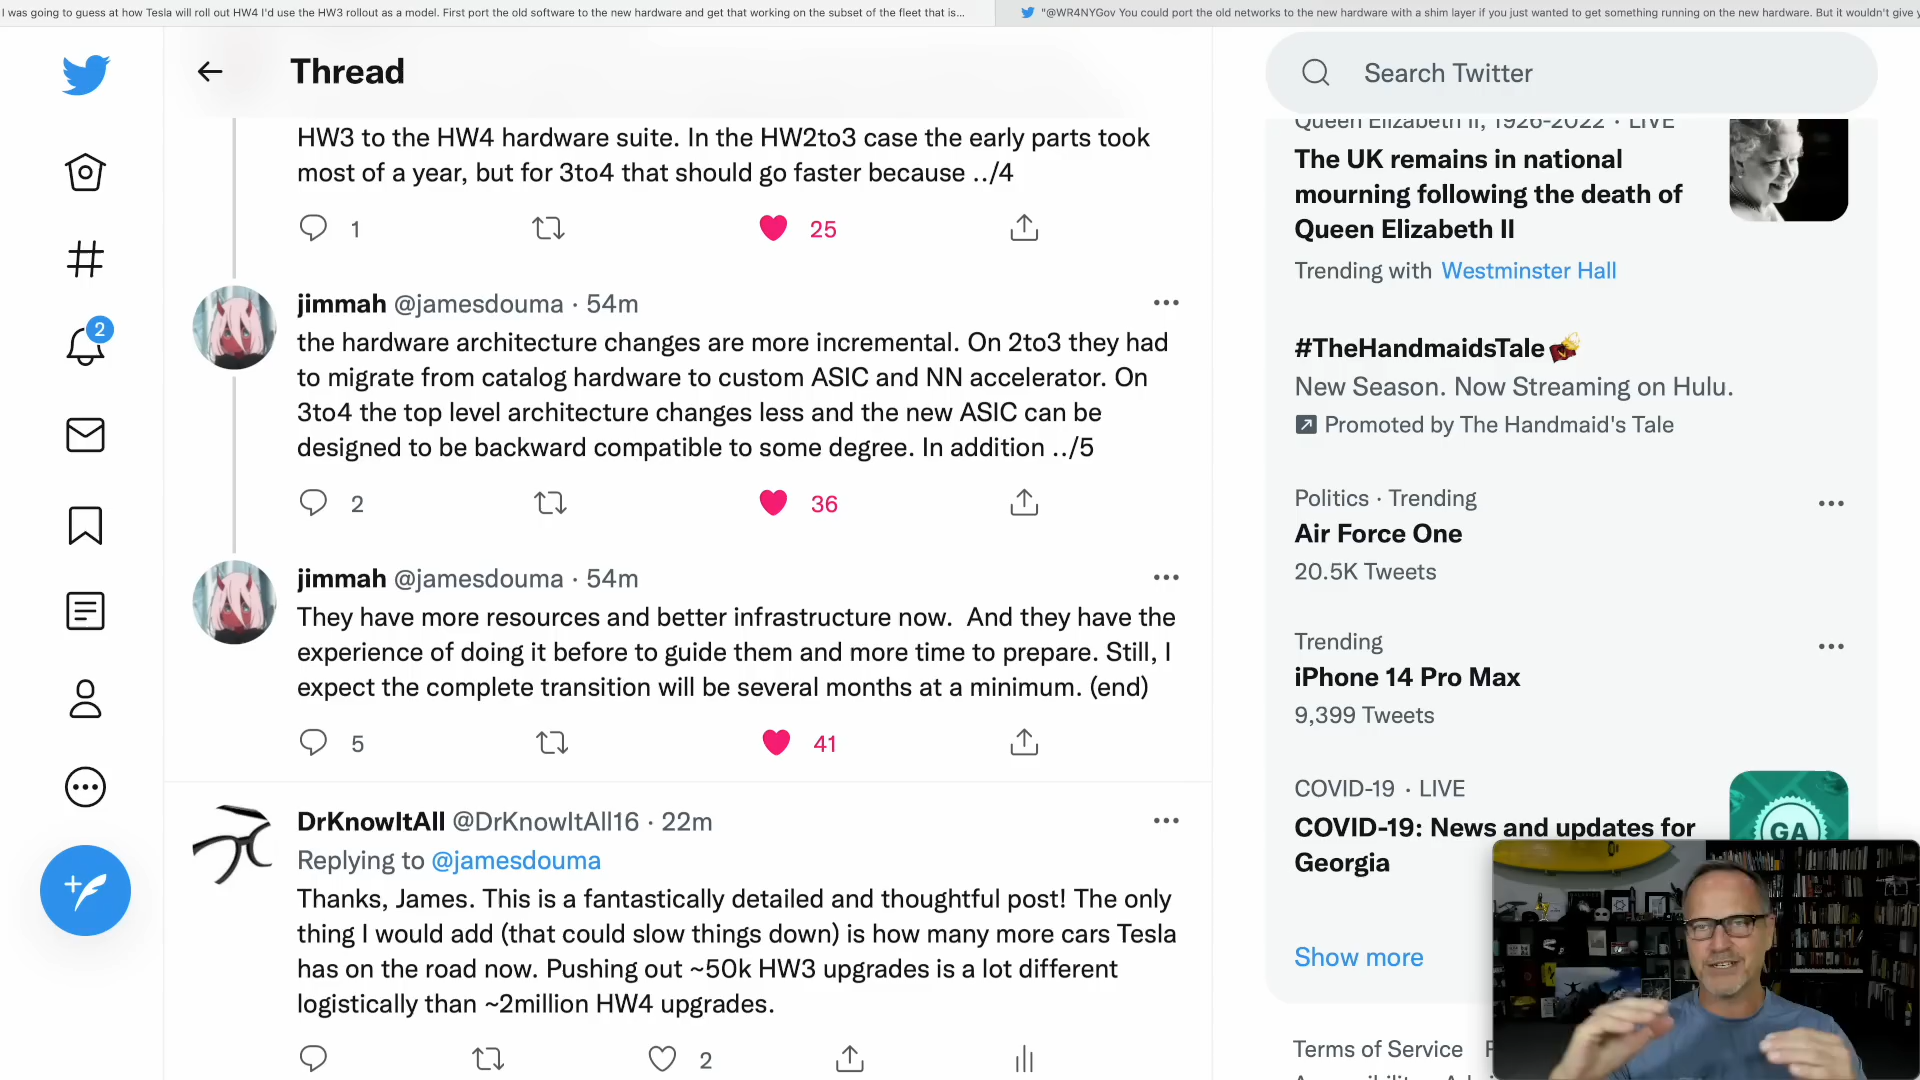 I was going to guess at how Tesla will roll out HW4 I'd use the HW3 rollout as a model. First port the old software to the new hardware and get that working on the subset of the fleet that is...
"@WR4NYGov You could port the old networks to the new hardware with a shim layer if you just wanted to get something running on the new hardware. But it wouldn't give
Thread
Search Twitter
HW3 to the HW4 hardware suite. In the HW2to3 case the early parts took
most of a year, but for 3to4 that should go faster because ../4
1
25
jimmah @jamesdouma · 54m
the hardware architecture changes are more incremental. On 2to3 they had
to migrate from catalog hardware to custom ASIC and NN accelerator. On
3to4 the top level architecture changes less and the new ASIC can be
designed to be backward compatible to some degree. In addition ../5
2
36
jimmah @jamesdouma · 54m
They have more resources and better infrastructure now.  And they have the
experience of doing it before to guide them and more time to prepare. Still, I
expect the complete transition will be several months at a minimum. (end)
5
41
DrKnowItAll @DrKnowItAll16 · 22m
Replying to @jamesdouma
Thanks, James. This is a fantastically detailed and thoughtful post! The only
thing I would add (that could slow things down) is how many more cars Tesla
has on the road now. Pushing out ~50k HW3 upgrades is a lot different
logistically than ~2million HW4 upgrades.
2
2
Queen Elizabeth II, 1926-2022 · LIVE
The UK remains in national
mourning following the death of
Queen Elizabeth II
Trending with Westminster Hall
#TheHandmaidsTale
New Season. Now Streaming on Hulu.
Promoted by The Handmaid's Tale
Politics · Trending
Air Force One
20.5K Tweets
Trending
iPhone 14 Pro Max
9,399 Tweets
COVID-19 · LIVE
COVID-19: News and updates for
Georgia
GA
Show more
Terms of Service